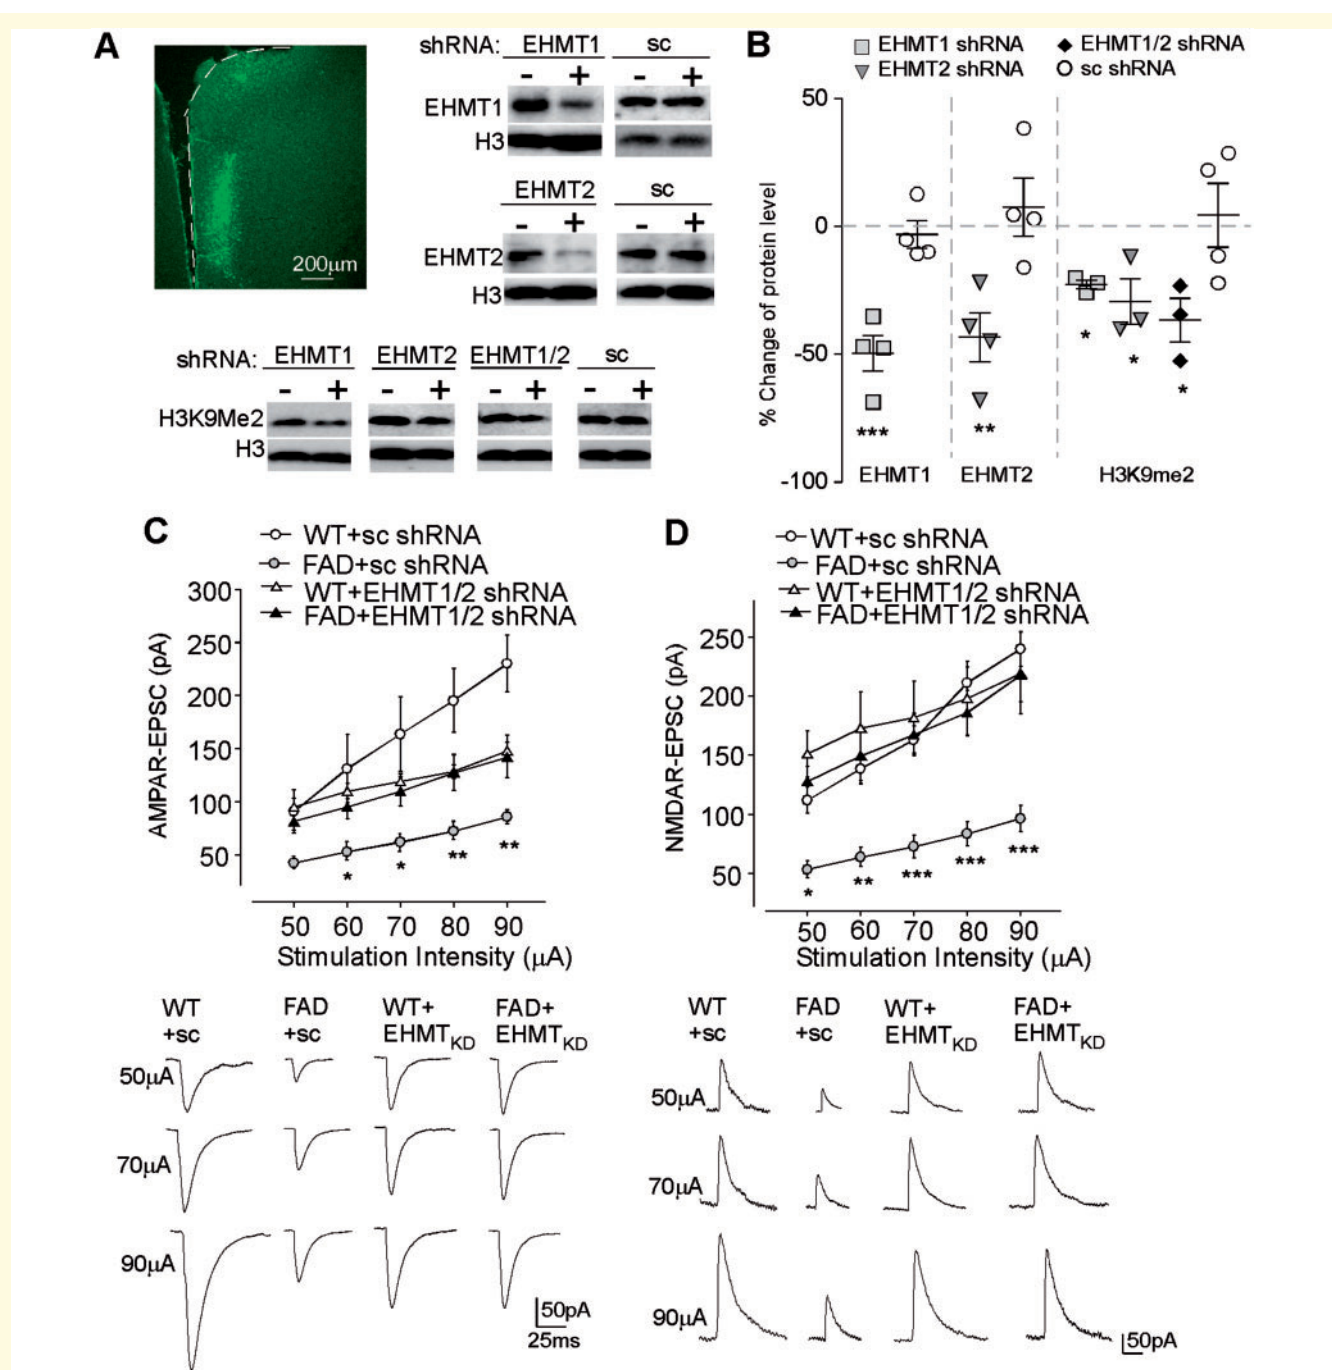 A
200μm
shRNA: EHMT1 sc
- + - +
EHMT1
H3
EHMT2 sc
- + - +
EHMT2
H3
shRNA: EHMT1 EHMT2 EHMT1/2 sc
- + - + - + - +
H3K9Me2
H3
B
EHMT1 shRNA
EHMT1/2 shRNA
EHMT2 shRNA
sc shRNA
% Change of protein level
50
0
-50
-100
***
**
*
*
*
EHMT1 EHMT2 H3K9me2
C
WT+sc shRNA
FAD+sc shRNA
WT+EHMT1/2 shRNA
FAD+EHMT1/2 shRNA
AMPAR-EPSC (pA)
300
250
200
150
100
50
* * ** **
50 60 70 80 90
Stimulation Intensity (μA)
WT FAD WT+ FAD+
+sc +sc EHMTKD EHMTKD
50μA
70μA
90μA
50pA
25ms
D
WT+sc shRNA
FAD+sc shRNA
WT+EHMT1/2 shRNA
FAD+EHMT1/2 shRNA
NMDAR-EPSC (pA)
250
200
150
100
50
* ** *** *** ***
50 60 70 80 90
Stimulation Intensity (μA)
WT FAD WT+ FAD+
+sc +sc EHMTKD EHMTKD
50μA
70μA
90μA
50pA